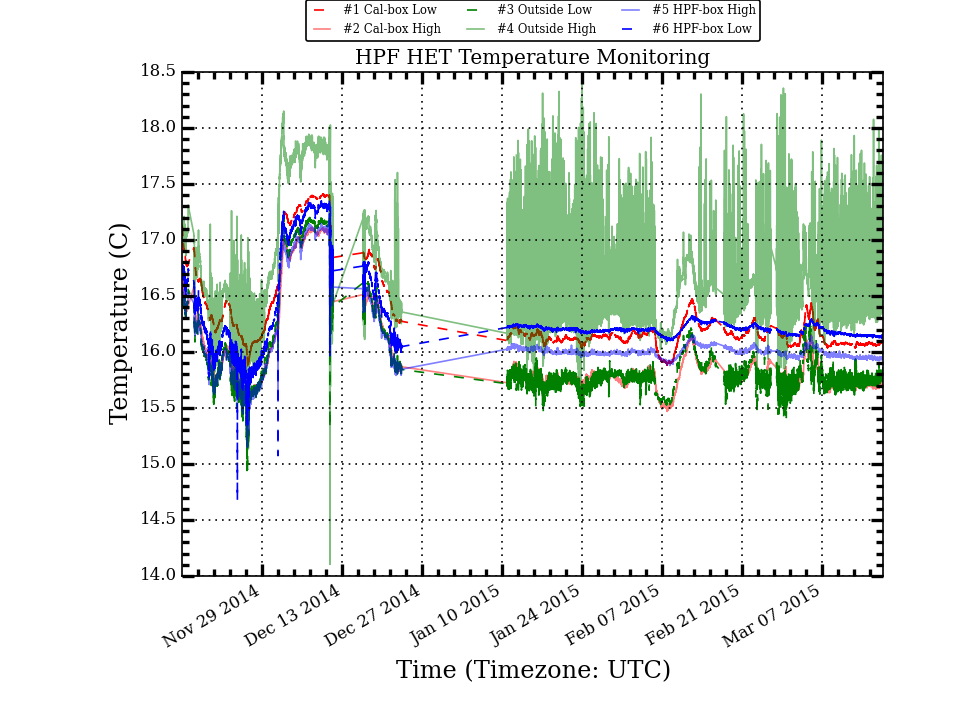 #1 Cal-box Low #3 Outside Low #5 HPF-box High
#2 Cal-box High #4 Outside High #6 HPF-box Low
HPF HET Temperature Monitoring
18.5
18.0
17.5
17.0
16.5
16.0
15.5
15.0
14.5
14.0
Temperature (C)
Nov 29 2014 Dec 13 2014 Dec 27 2014 Jan 10 2015 Jan 24 2015 Feb 07 2015 Feb 21 2015 Mar 07 2015
Time (Timezone: UTC)